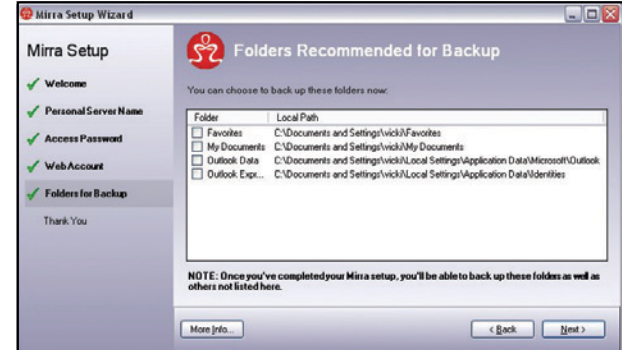 Mirra Setup Wizard
Mirra Setup
Folders Recommended for Backup
Welcome
Personal Server Name
Access Password
Web Account
Folders for Backup
Thank You
You can choose to back up these folders now:
Folder Local Path
Favorites C:\Documents and Settings\vicki\Favorites
My Documents C:\Documents and Settings\vicki\My Documents
Outlook Data C:\Documents and Settings\vicki\Local Settings\Application Data\Microsoft\Outlook
Outlook Expr... C:\Documents and Settings\vicki\Local Settings\Application Data\Identities
NOTE: Once you've completed your Mirra setup, you'll be able to back up these folders as well as
others not listed here.
More Info...
< Back
Next >